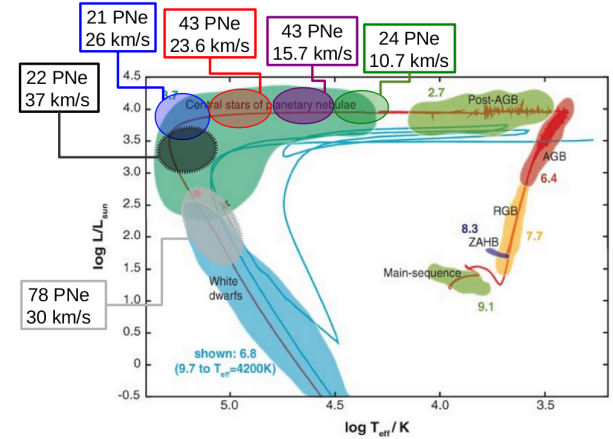 21 PNe
26 km/s
43 PNe
23.6 km/s
43 PNe
15.7 km/s
24 PNe
10.7 km/s
22 PNe
37 km/s
78 PNe
30 km/s
4.5
4.0
3.5
3.0
2.5
2.0
1.5
1.0
0.5
0
-0.5
log L/Lsun
3.7
Central stars of planetary nebulae
2.7
Post-AGB
AGB
6.4
RGB
7.7
8.3
ZAHB
Main-sequence
9.1
White
dwarfs
shown: 6.8
(9.7 to Teff=4200K)
5.0
4.5
4.0
3.5
log Teff/ K